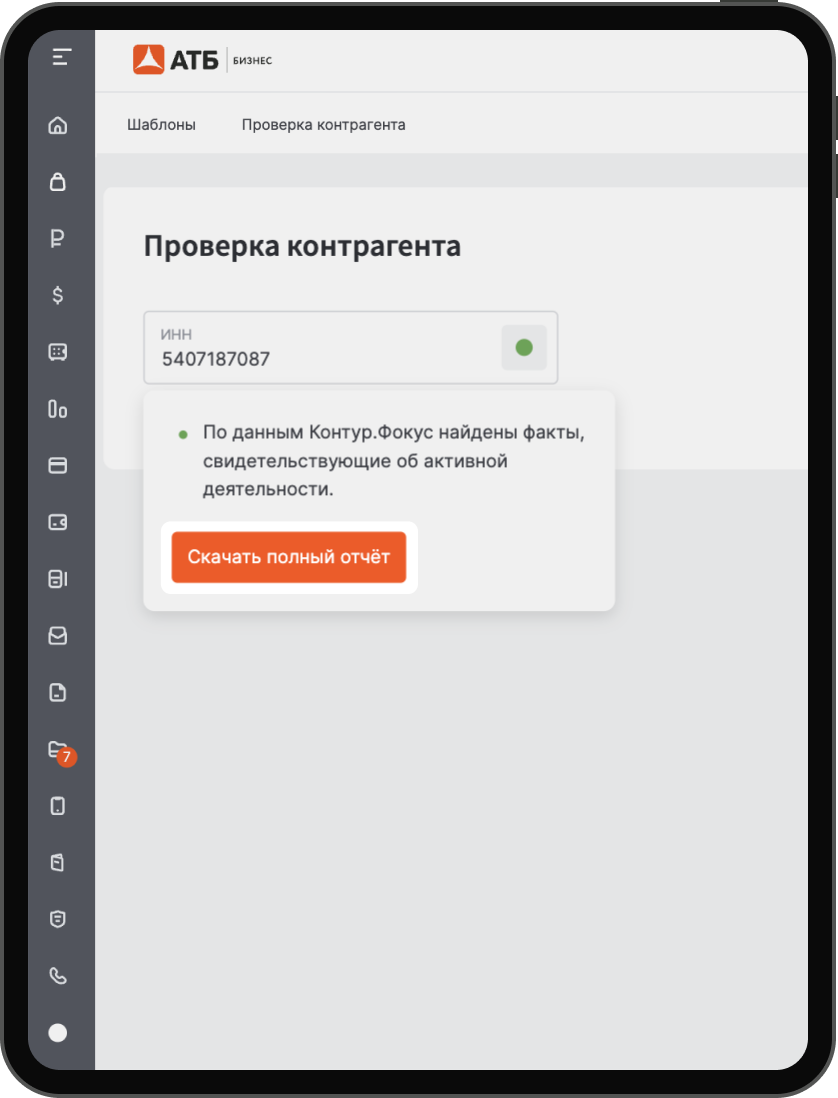 АТБ БИЗНЕС
Шаблоны Проверка контрагента
Проверка контрагента
ИНН
5407187087
По данным Контур.Фокус найдены факты,
свидетельствующие об активной
деятельности.
Скачать полный отчёт
7